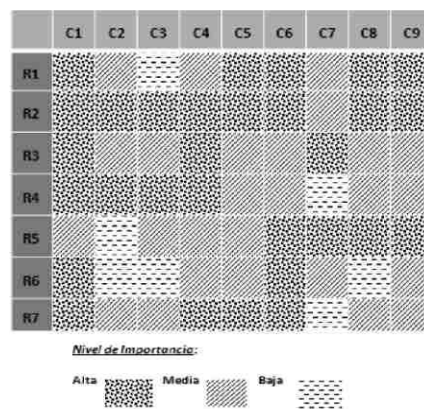 C1 C2 C3 C4 C5 C6 C7 C8 C9
R1
R2
R3
R4
R5
R6
R7
Nivel de Importancia:
Alta Media Baja